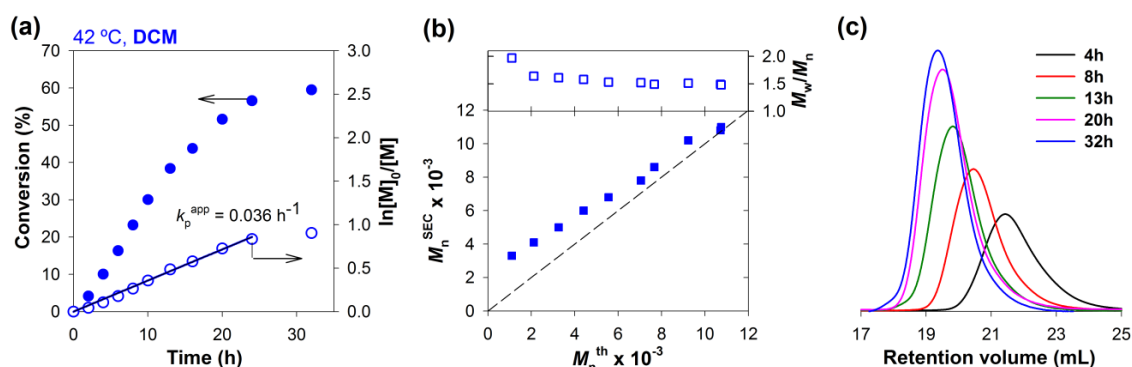 (a)
42 ºC, DCM
70
60
50
40
30
20
10
0
Conversion (%)
0 10 20 30
Time (h)
3.0
2.5
2.0
1.5
1.0
0.5
0.0
ln[M]0/[M]
kpapp = 0.036 h-1
(b)
2.0
1.5
1.0
Mw/Mn
12
10
8
6
4
2
0
MnSEC x 10-3
0 2 4 6 8 10 12
Mnth x 10-3
(c)
4h
8h
13h
20h
32h
17 19 21 23 25
Retention volume (mL)